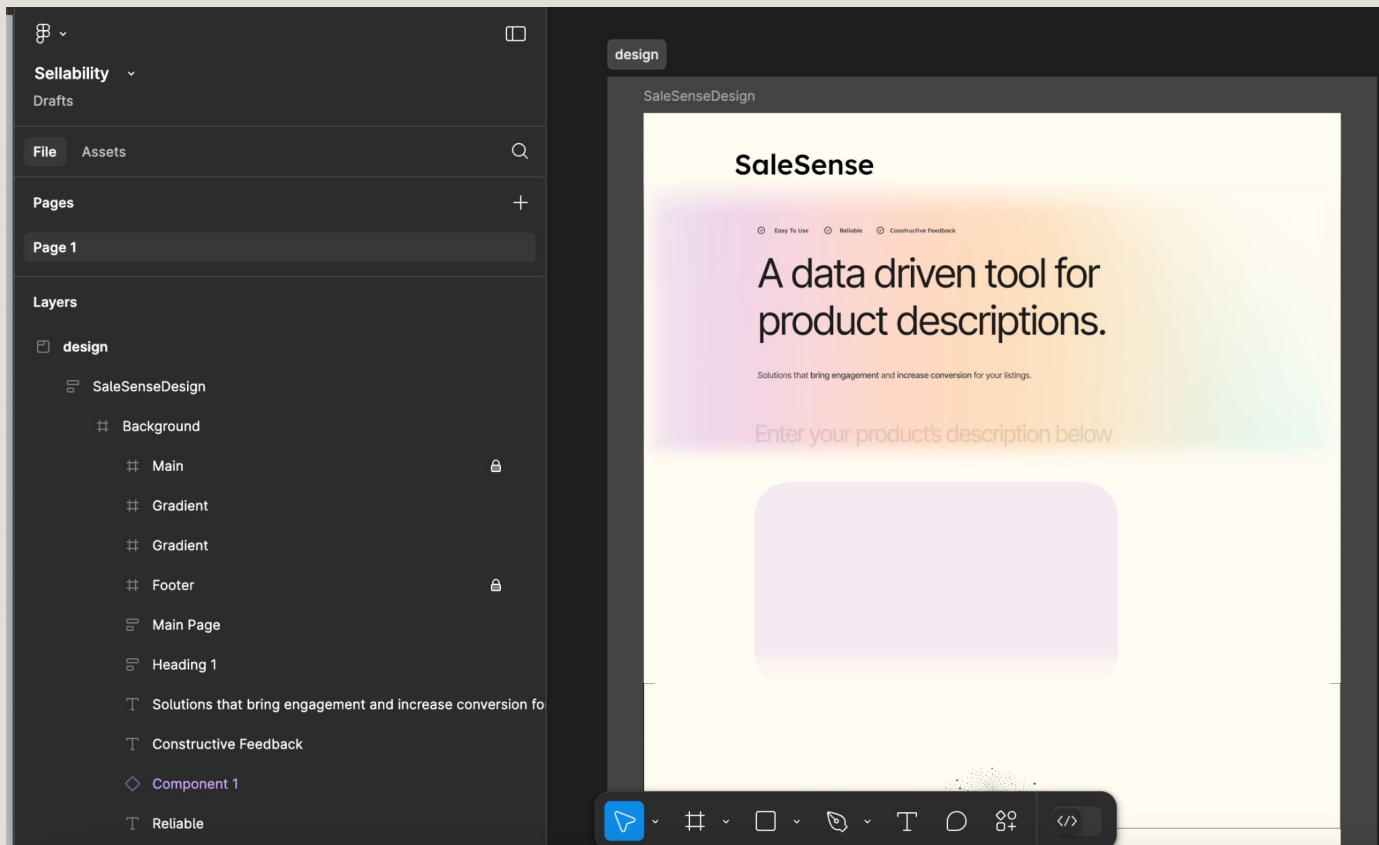 Sellability
Drafts
File Assets
Pages
Page 1
Layers
design
SaleSenseDesign
Background
Main
Gradient
Gradient
Footer
Main Page
Heading 1
Solutions that bring engagement and increase conversion fo
Constructive Feedback
Component 1
Reliable
design
SaleSenseDesign
SaleSense
Easy To Use Reliable Constructive Feedback
A data driven tool for
product descriptions.
Solutions that bring engagement and increase conversion for your listings.
Enter your product's description below